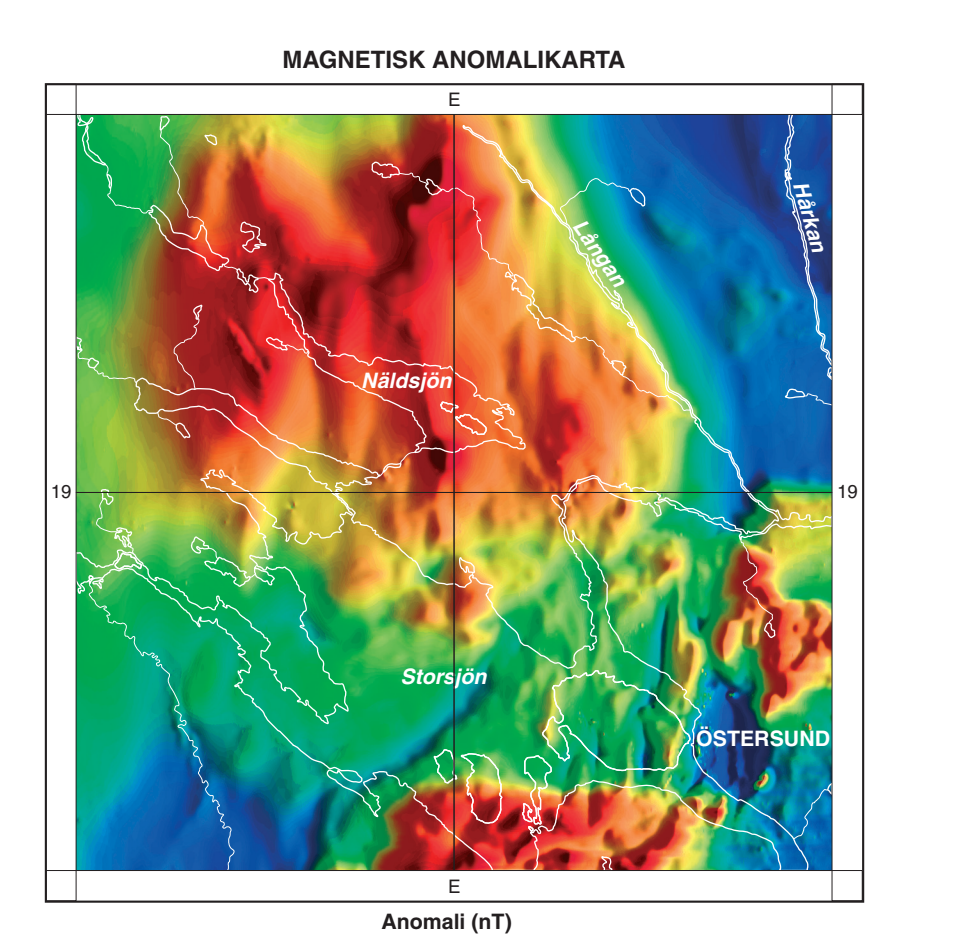 MAGNETISK ANOMALIKARTA
E
Hårkan
Långan
Näldsjön
19
19
Storsjön
ÖSTERSUND
E
Anomali (nT)